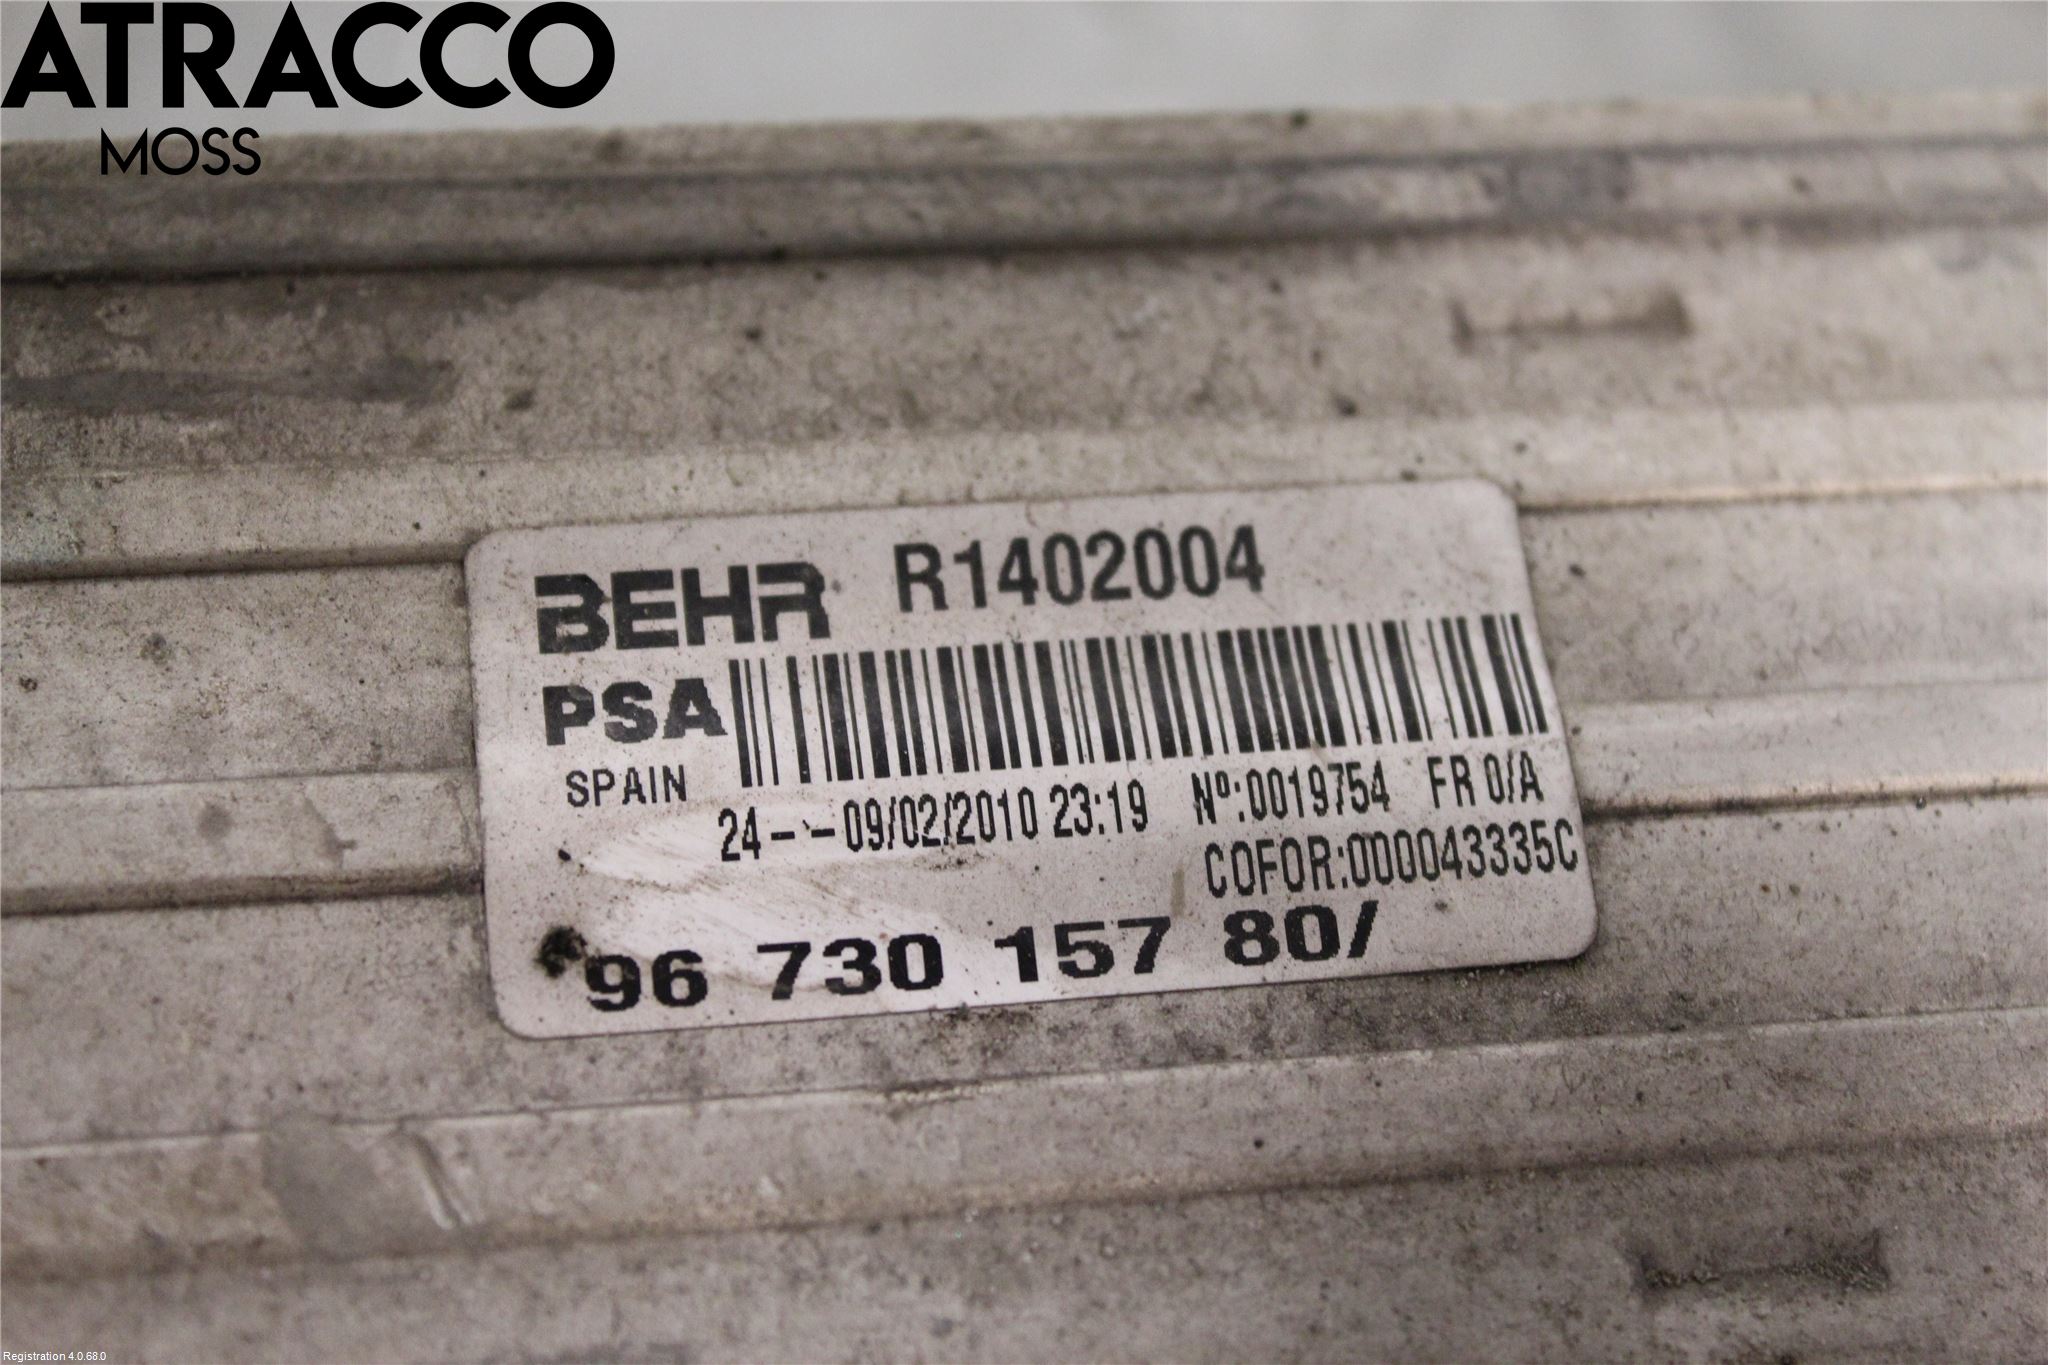 ATRACCO
MOSS
BEHR R1402004
PSA
SPAIN
24-- -09/02/2010 23:19 Nº:0019754 FR 0/A
COFOR:000043335C
96 730 157 80/
Registration 4.0.68.0